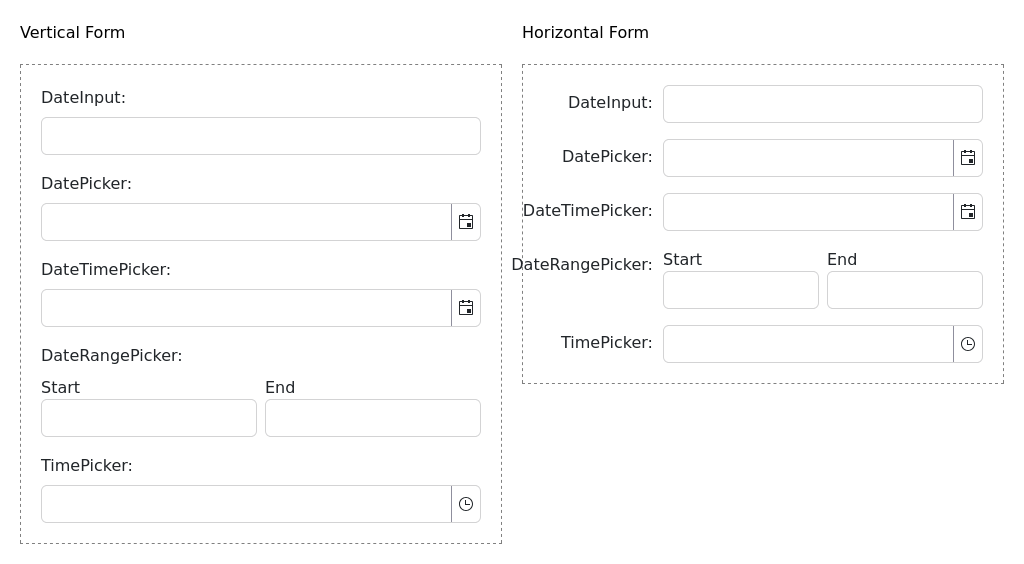 Vertical Form
DateInput:
DatePicker:
DateTimePicker:
DateRangePicker:
Start End
TimePicker:
Horizontal Form
DateInput:
DatePicker:
DateTimePicker:
DateRangePicker: Start End
TimePicker: